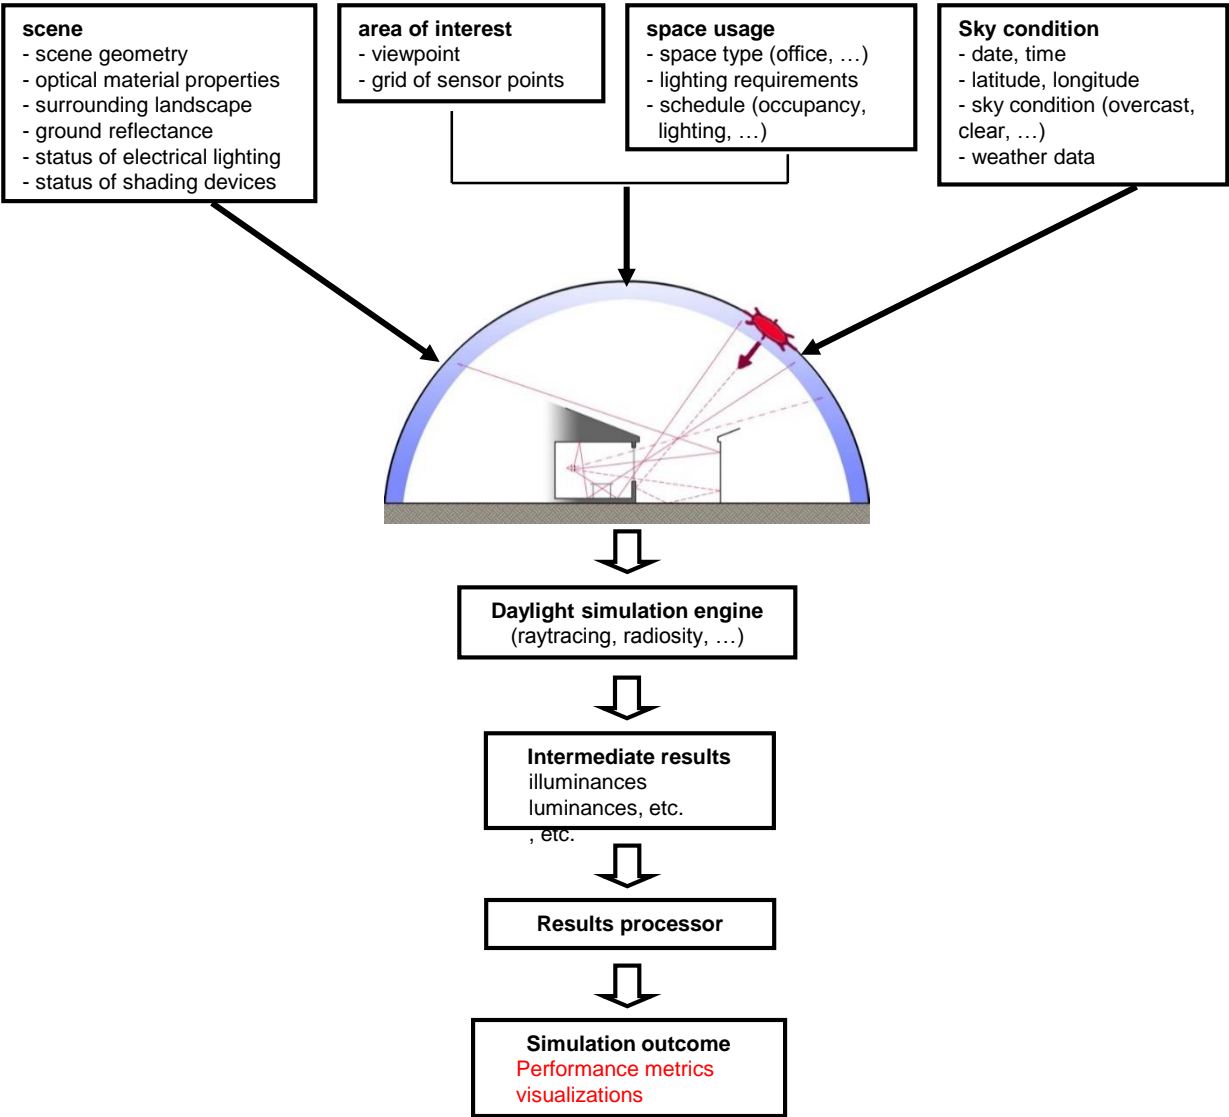 scene
- scene geometry
- optical material properties
- surrounding landscape
- ground reflectance
- status of electrical lighting
- status of shading devices
area of interest
- viewpoint
- grid of sensor points
space usage
- space type (office, …)
- lighting requirements
- schedule (occupancy,
lighting, …)
Sky condition
- date, time
- latitude, longitude
- sky condition (overcast,
clear, …)
- weather data
Daylight simulation engine
(raytracing, radiosity, …)
Intermediate results
illuminances
luminances, etc.
, etc.
Results processor
Simulation outcome
Performance metrics
visualizations